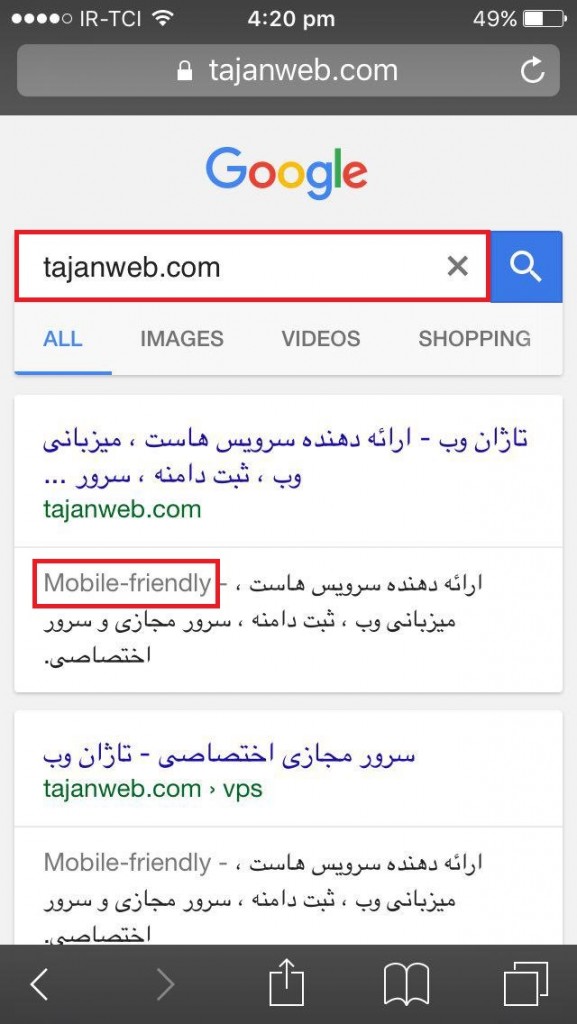 IR-TCI 4:20 pm 49%
tajanweb.com
Google
tajanweb.com
ALL IMAGES VIDEOS SHOPPING
تاژان وب - ارائه دهنده سرویس هاست ، میزبانی
وب ، ثبت دامنه ، سرور ...
tajanweb.com
Mobile-friendly - ارائه دهنده سرویس هاست ،
میزبانی وب ، ثبت دامنه ، سرور مجازی و سرور
اختصاصی.
سرور مجازی اختصاصی - تاژان وب
tajanweb.com › vps
Mobile-friendly - ارائه دهنده سرویس هاست ،
میزبانی وب ، ثبت دامنه ، سرور مجازی و سرور
اختصاصی.